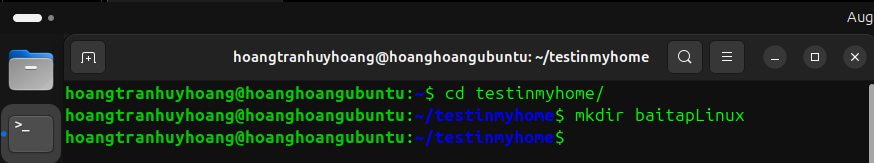 Aug
hoangtranhuyhoang@hoanghoangubuntu: ~/testinmyhome
>_
hoangtranhuyhoang@hoanghoangubuntu:~$ cd testinmyhome/
hoangtranhuyhoang@hoanghoangubuntu:~/testinmyhome$ mkdir baitapLinux
hoangtranhuyhoang@hoanghoangubuntu:~/testinmyhome$